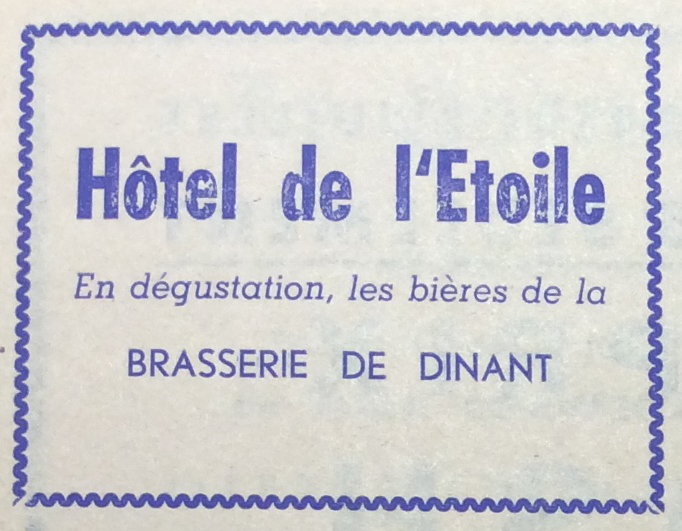 Hôtel de l'Etoile
En dégustation, les bières de la
BRASSERIE DE DINANT